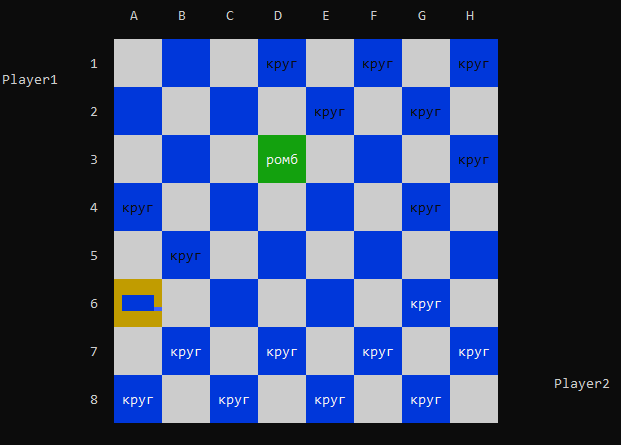 A B C D E F G H
1 круг круг круг
Player1
2 круг круг
3 ромб круг
4 круг круг
5 круг
6 круг
7 круг круг круг круг
Player2
8 круг круг круг круг